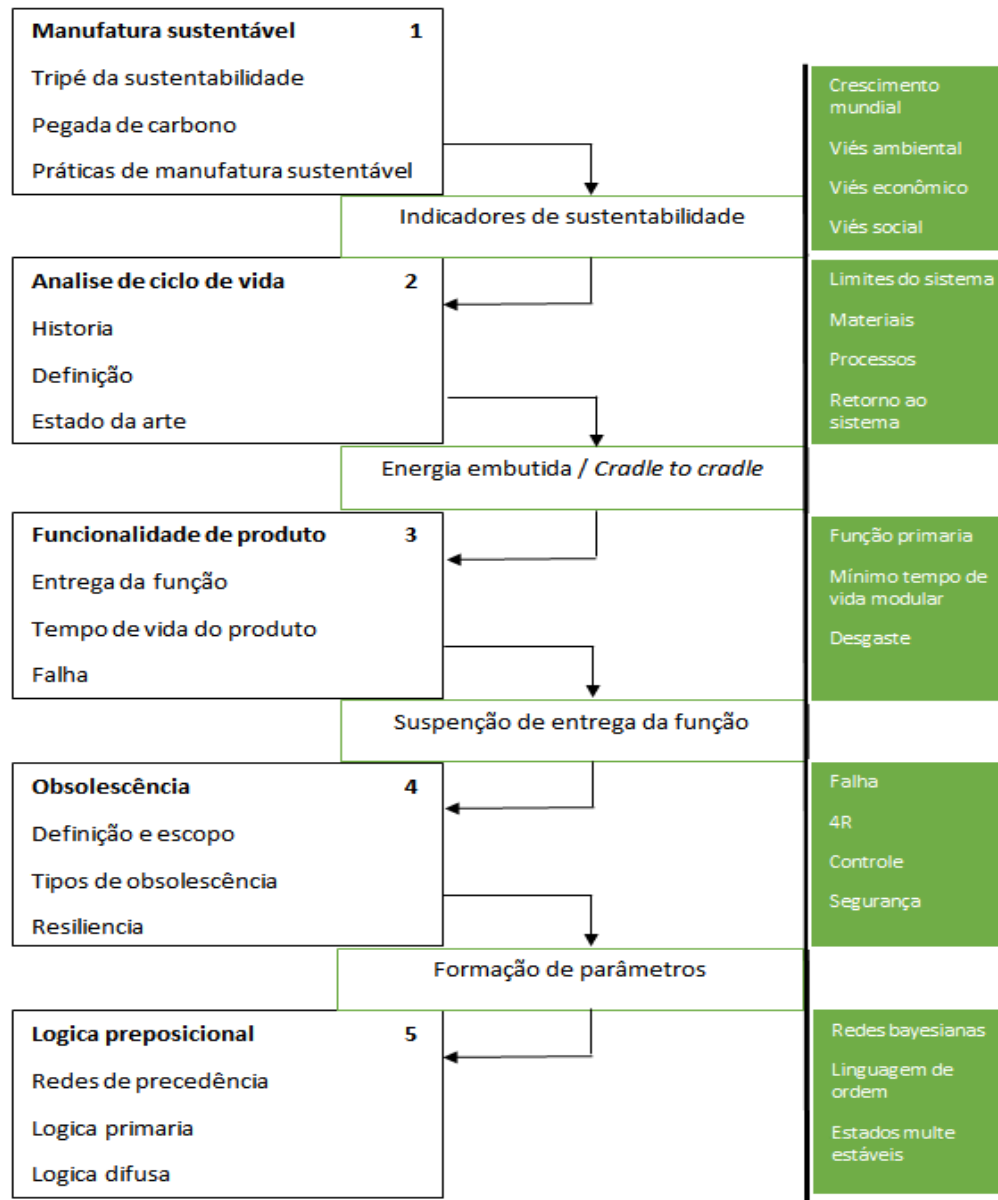 Manufatura sustentável 1
Tripé da sustentabilidade
Pegada de carbono
Práticas de manufatura sustentável
Crescimento
mundial
Viés ambiental
Viés econômico
Viés social
Indicadores de sustentabilidade
Analise de ciclo de vida 2
Historia
Definição
Estado da arte
Limites do sistema
Materiais
Processos
Retorno ao
sistema
Energia embutida / Cradle to cradle
Funcionalidade de produto 3
Entrega da função
Tempo de vida do produto
Falha
Função primaria
Mínimo tempo de
vida modular
Desgaste
Suspenção de entrega da função
Obsolescência 4
Definição e escopo
Tipos de obsolescência
Resiliencia
Falha
4R
Controle
Segurança
Formação de parâmetros
Logica preposicional 5
Redes de precedência
Logica primaria
Logica difusa
Redes bayesianas
Linguagem de
ordem
Estados multe
estáveis